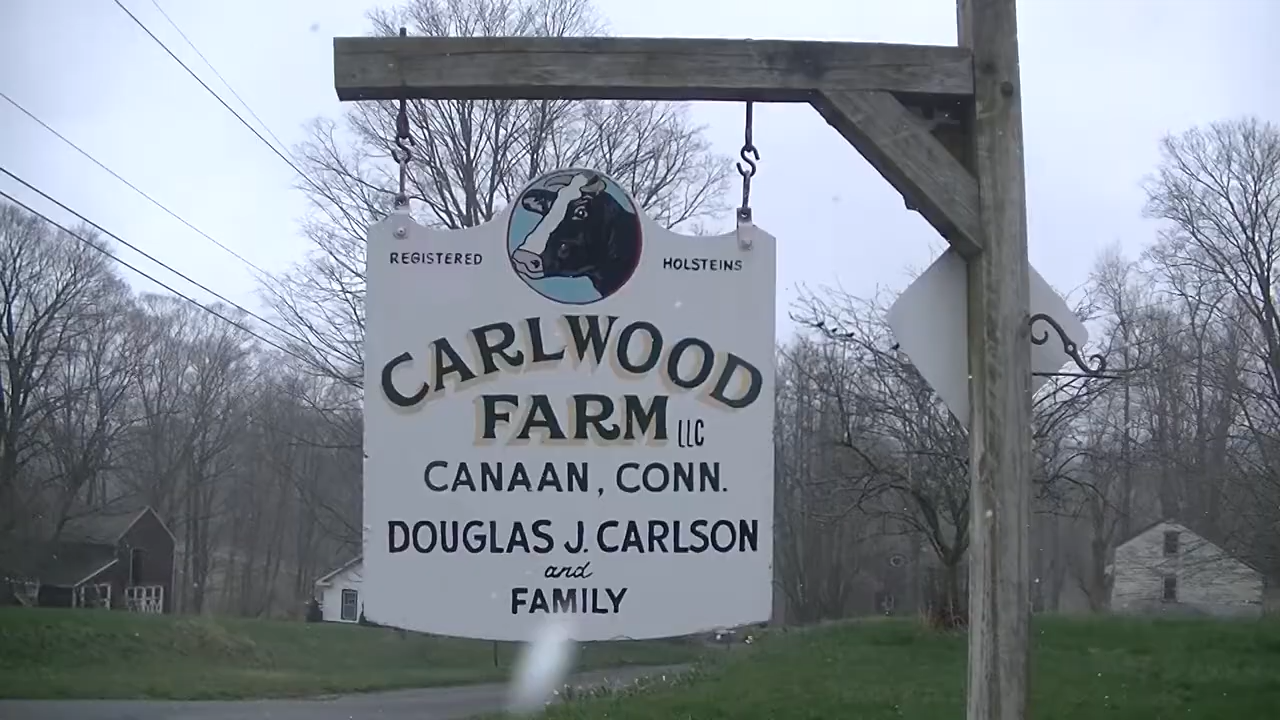 REGISTERED HOLSTEINS
CARLWOOD
FARM LLC
CANAAN, CONN.
DOUGLAS J. CARLSON
and
FAMILY